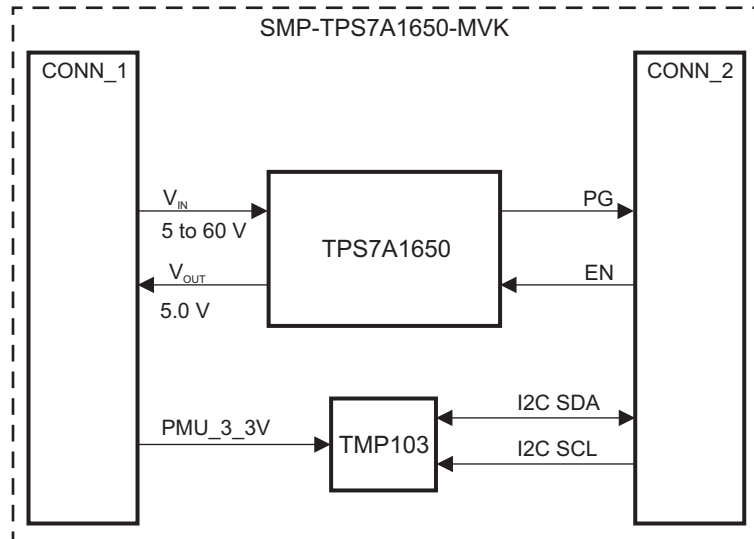 SMP-TPS7A1650-MVK
CONN_1
CONN_2
VIN
5 to 60 V
TPS7A1650
PG
VOUT
5.0 V
EN
PMU_3_3V
TMP103
I2C SDA
I2C SCL